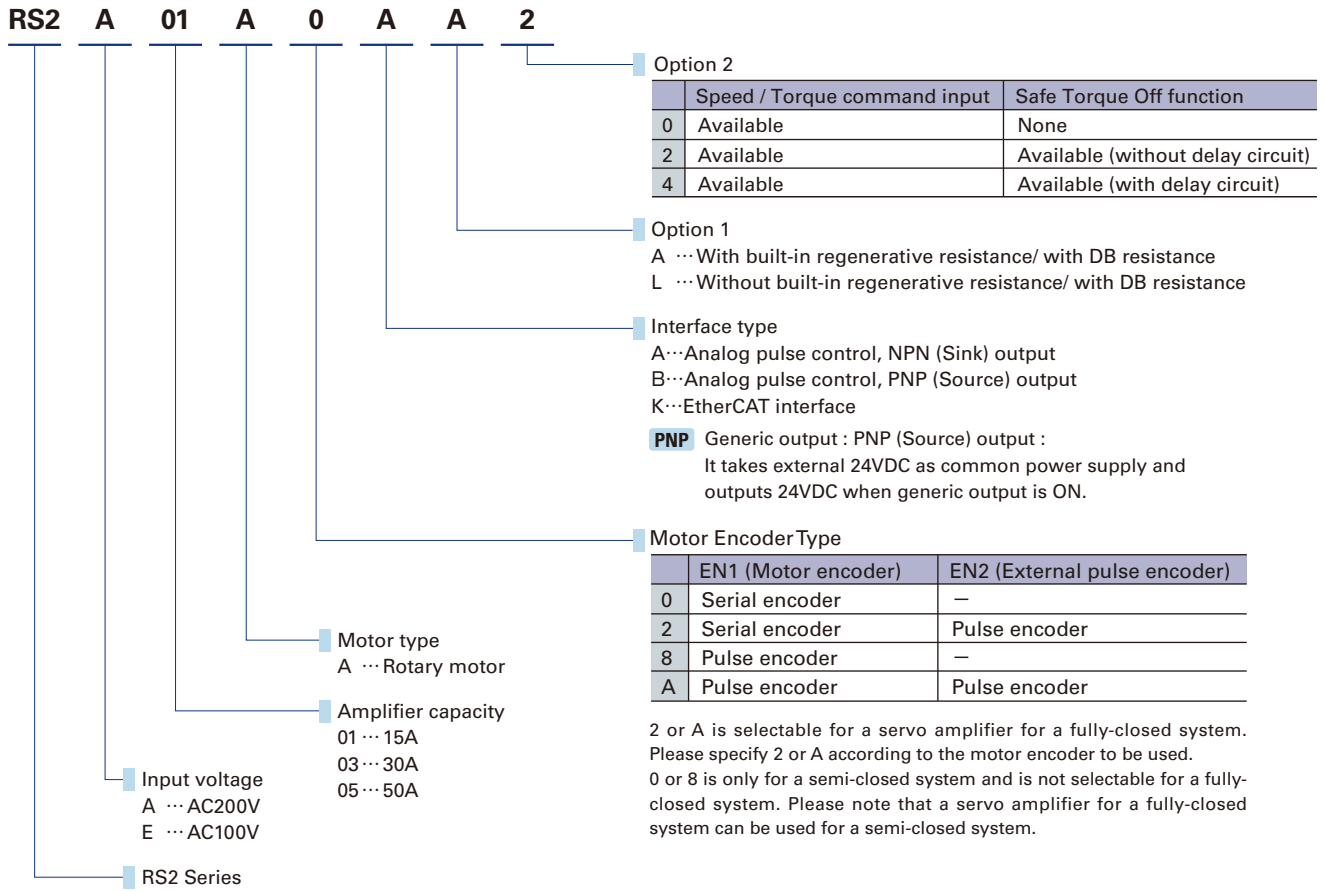 RS2 A 01 A 0 A A 2
Option 2
Speed / Torque command input Safe Torque Off function
0 Available None
2 Available Available (without delay circuit)
4 Available Available (with delay circuit)
Option 1
A ⋯With built-in regenerative resistance/ with DB resistance
L ⋯Without built-in regenerative resistance/ with DB resistance
Interface type
A⋯Analog pulse control, NPN (Sink) output
B⋯Analog pulse control, PNP (Source) output
K⋯EtherCAT interface
PNP Generic output : PNP (Source) output :
It takes external 24VDC as common power supply and
outputs 24VDC when generic output is ON.
Motor Encoder Type
EN1 (Motor encoder) EN2 (External pulse encoder)
0 Serial encoder −
2 Serial encoder Pulse encoder
8 Pulse encoder −
A Pulse encoder Pulse encoder
2 or A is selectable for a servo amplifier for a fully-closed system.
Please specify 2 or A according to the motor encoder to be used.
0 or 8 is only for a semi-closed system and is not selectable for a fully-
closed system. Please note that a servo amplifier for a fully-closed
system can be used for a semi-closed system.
Motor type
A ⋯Rotary motor
Amplifier capacity
01⋯15A
03⋯30A
05⋯50A
Input voltage
A ⋯AC200V
E ⋯AC100V
RS2 Series